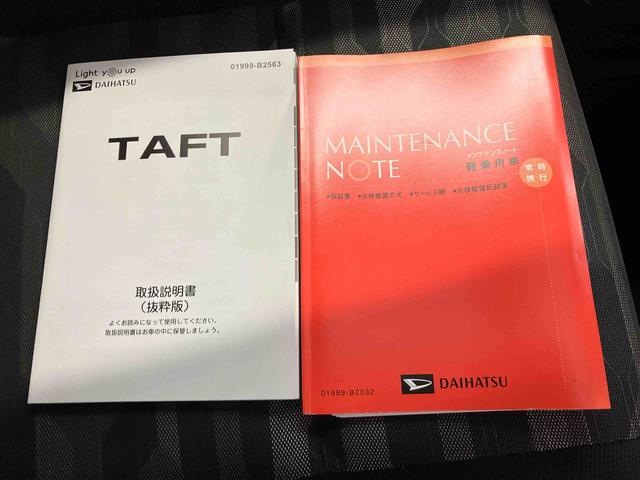 Light you up
01999-B2563
DAIHATSU
TAFT
取扱説明書
(抜粋版)
よくお読みになって使用してください。
取扱説明書はお車の中に保管しましょう。
MAINTENANCE
NOTE
メンテナンスノート
軽乗用車
常時
携行
●保証書 ●点検整備方式 ●サービス網 ●点検整備記録簿
01989-B2032
DAIHATSU